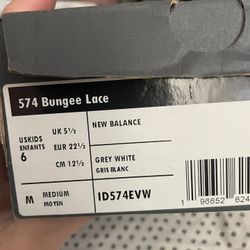 574 Bungee Lace
USKIDS
ENFANTS
6
UK 5½
EUR 22½
CM 12½
NEW BALANCE
GREY WHITE
GRIS BLANC
M
MEDIUM
MOYEN
ID574EVW
1 96652 624